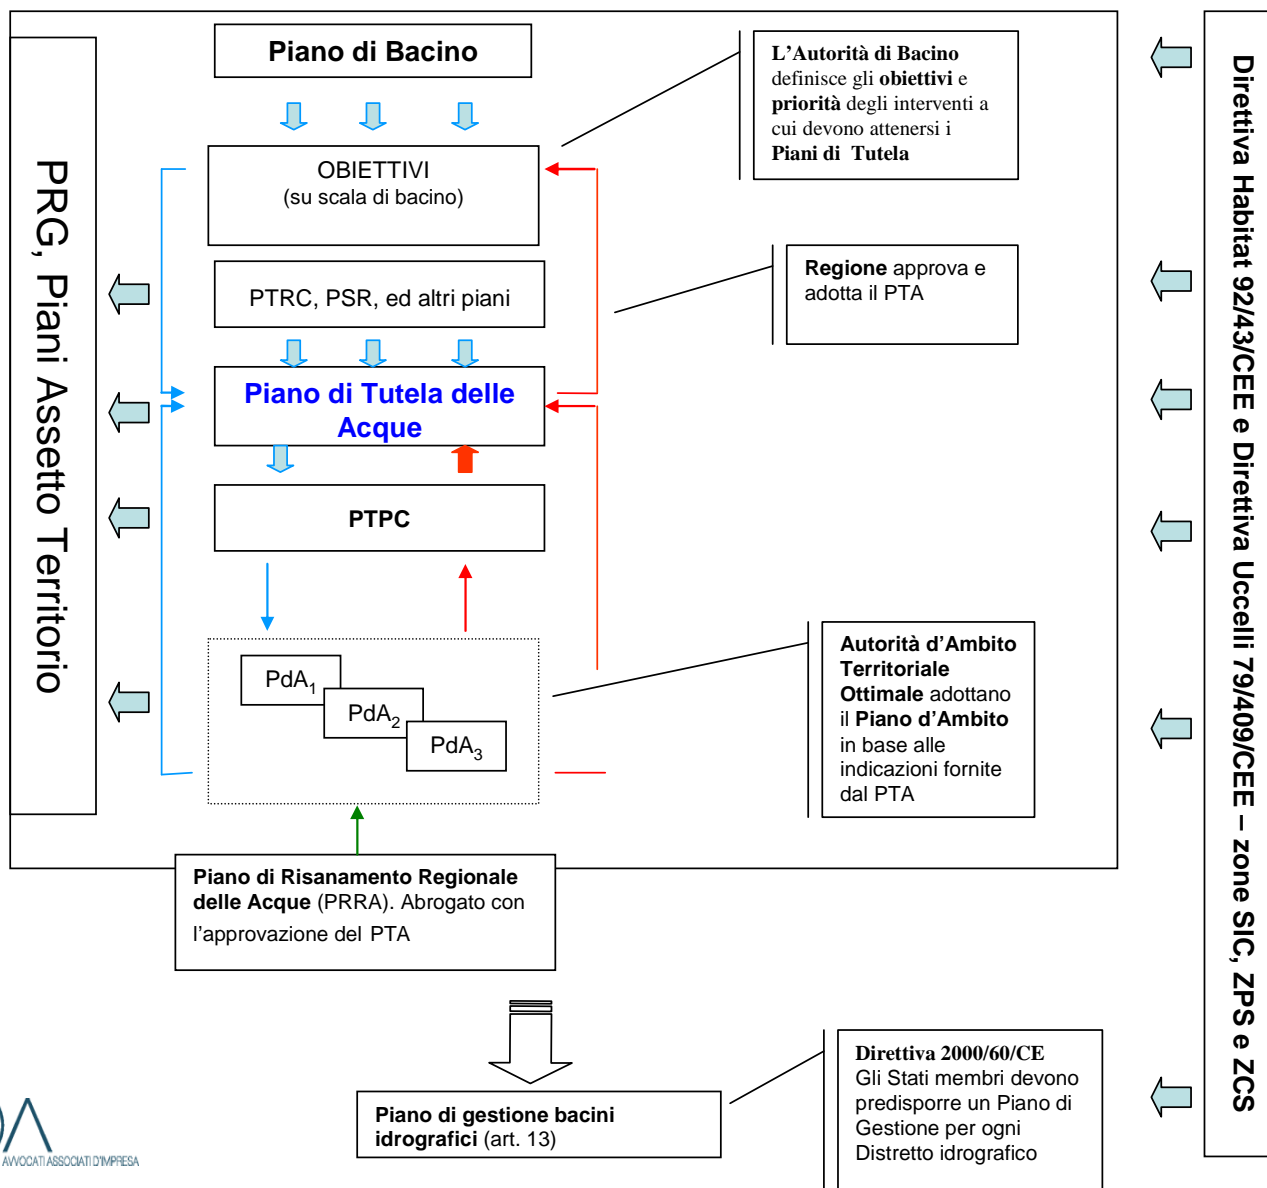 Piano di Bacino
L'Autorità di Bacino
definisce gli obiettivi e
priorità degli interventi a
cui devono attenersi i
Piani di Tutela
OBIETTIVI
(su scala di bacino)
PTRC, PSR, ed altri piani
Regione approva e
adotta il PTA
Piano di Tutela delle
Acque
PTPC
PdA1
PdA2
PdA3
Autorità d'Ambito
Territoriale
Ottimale adottano
il Piano d'Ambito
in base alle
indicazioni fornite
dal PTA
Piano di Risanamento Regionale
delle Acque (PRRA). Abrogato con
l'approvazione del PTA
Piano di gestione bacini
idrografici (art. 13)
Direttiva 2000/60/CE
Gli Stati membri devono
predisporre un Piano di
Gestione per ogni
Distretto idrografico
PRG, Piani Assetto Territorio
Direttiva Habitat 92/43/CEE e Direttiva Uccelli 79/409/CEE – zone SIC, ZPS e ZCS
AVVOCATI ASSOCIATI D'IMPRESA